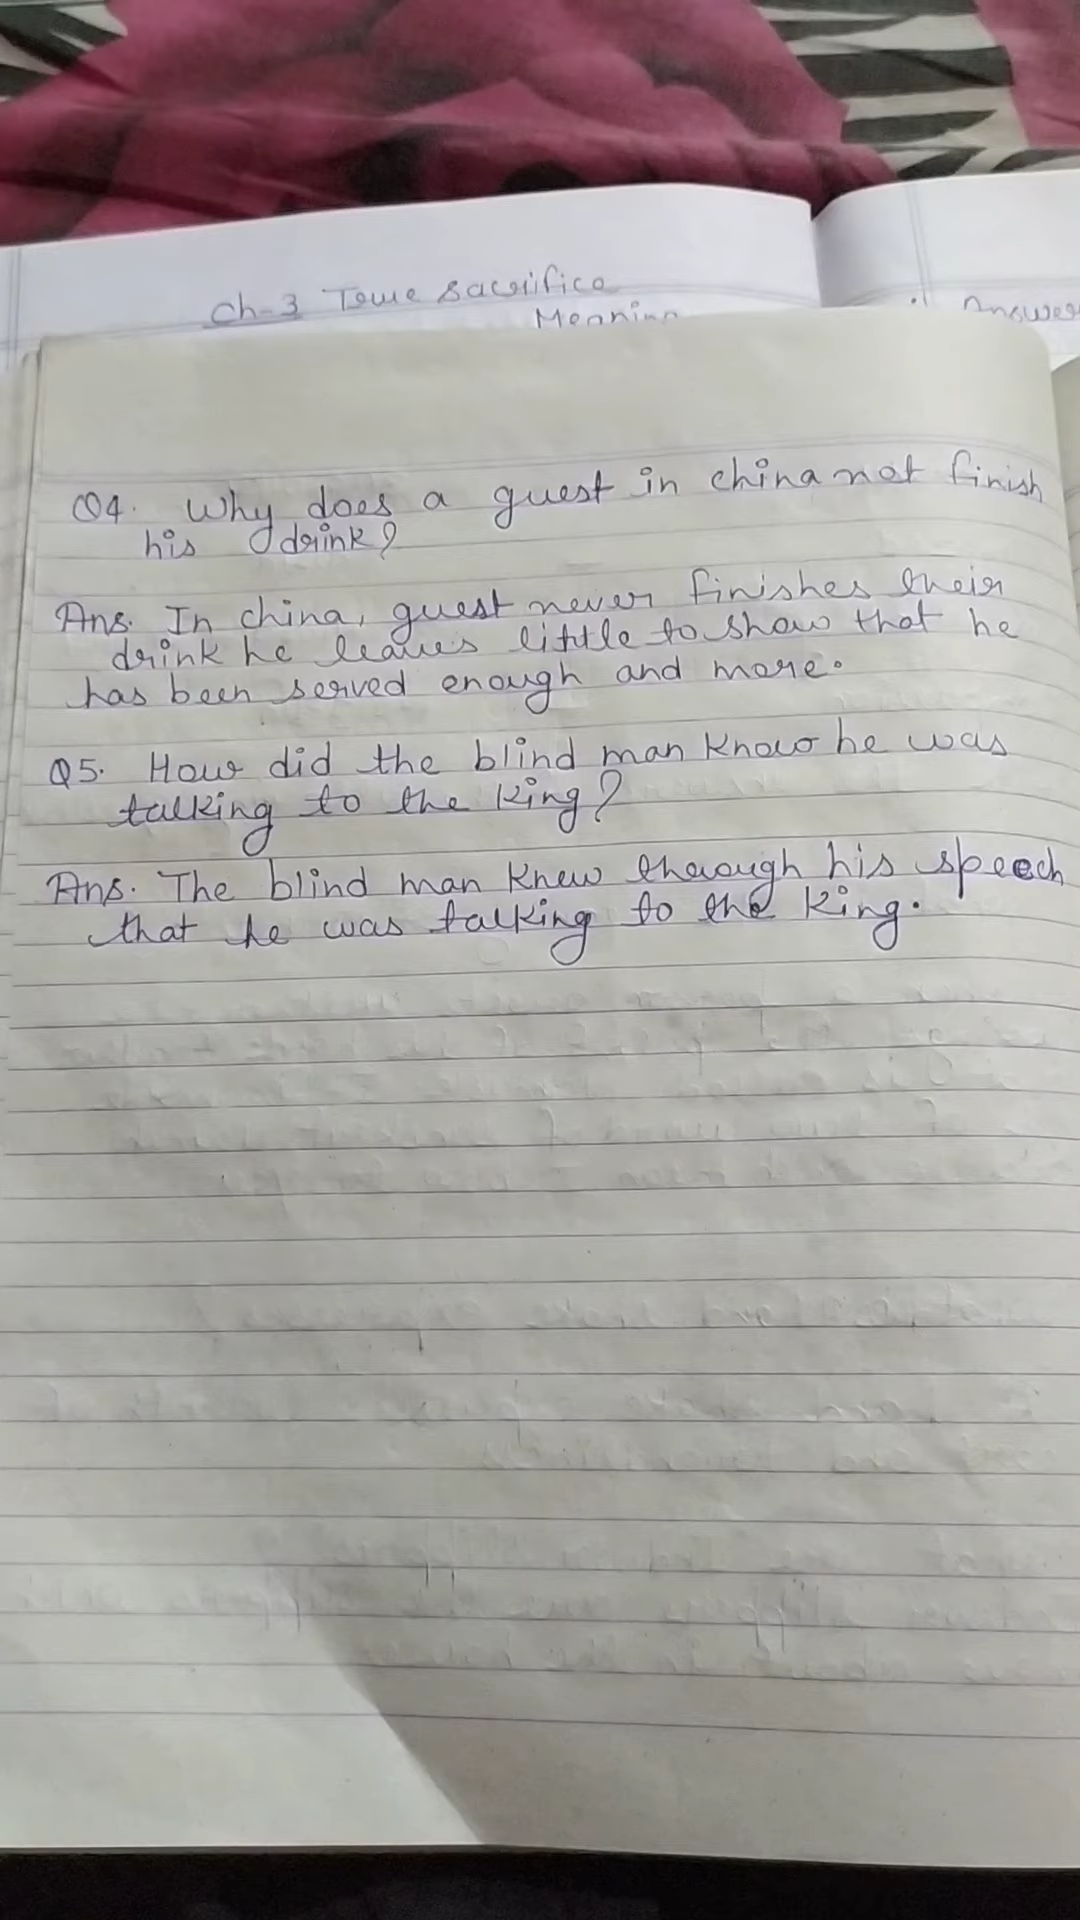 Ch-3 True Sacrifice
Meaning
Answer
Q4. Why does a guest in china not finish
his drink?
Ans. In china, guest never finishes their
drink he leaves little to show that he
has been served enough and more.
Q5. How did the blind man know he was
talking to the king?
Ans. The blind man knew through his speech
that he was talking to the king.